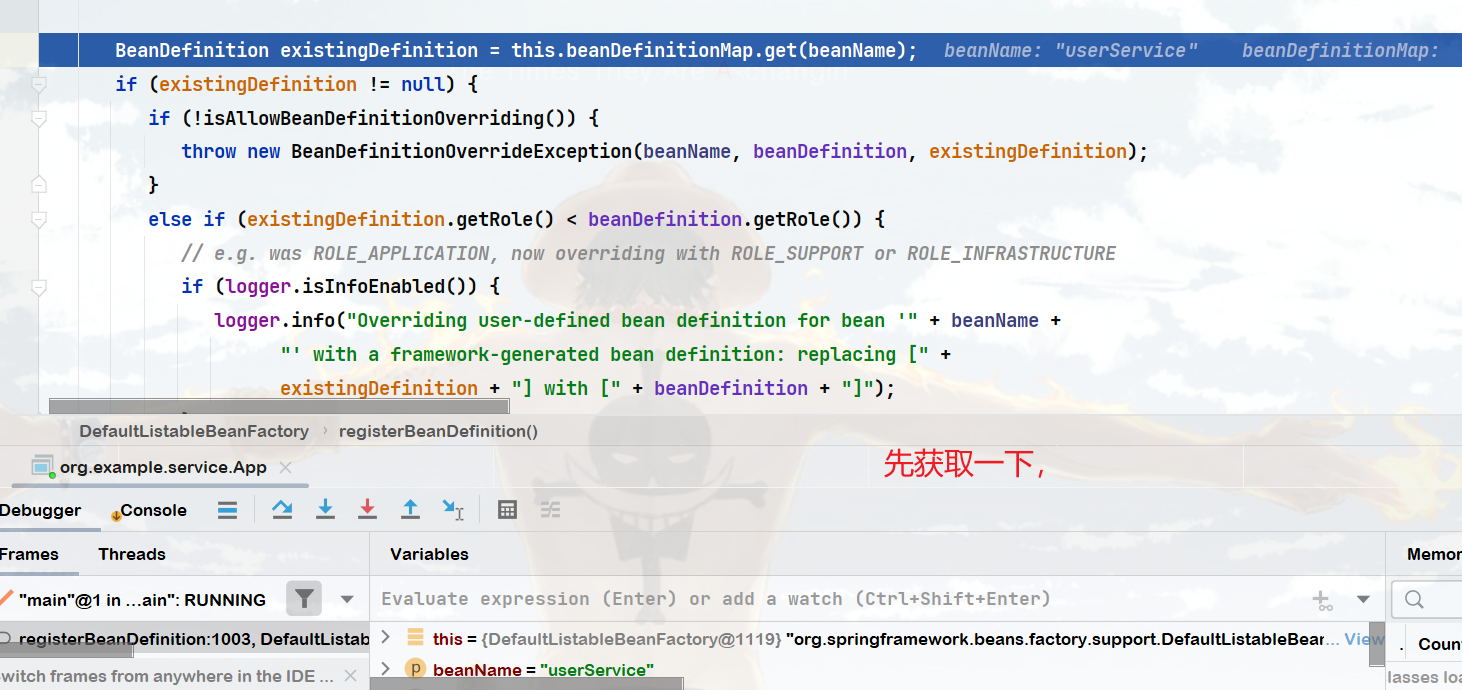 BeanDefinition existingDefinition = this.beanDefinitionMap.get(beanName); beanName: "userService" beanDefinitionMap:
if (existingDefinition != null) {
if (!isAllowBeanDefinitionOverriding()) {
throw new BeanDefinitionOverrideException(beanName, beanDefinition, existingDefinition);
}
else if (existingDefinition.getRole() < beanDefinition.getRole()) {
// e.g. was ROLE_APPLICATION, now overriding with ROLE_SUPPORT or ROLE_INFRASTRUCTURE
if (logger.isInfoEnabled()) {
logger.info("Overriding user-defined bean definition for bean '" + beanName +
"' with a framework-generated bean definition: replacing [" +
existingDefinition + "] with [" + beanDefinition + "]");
DefaultListableBeanFactory › registerBeanDefinition()
先获取一下，
org.example.service.App
Debugger Console
Frames Threads Variables Memor
"main"@1 in …ain": RUNNING
Evaluate expression (Enter) or add a watch (Ctrl+Shift+Enter)
registerBeanDefinition:1003, DefaultListab
this = {DefaultListableBeanFactory@1119} "org.springframework.beans.factory.support.DefaultListableBear… View
. Coun
witch frames from anywhere in the IDE ...
p beanName = "userService"
lasses loa